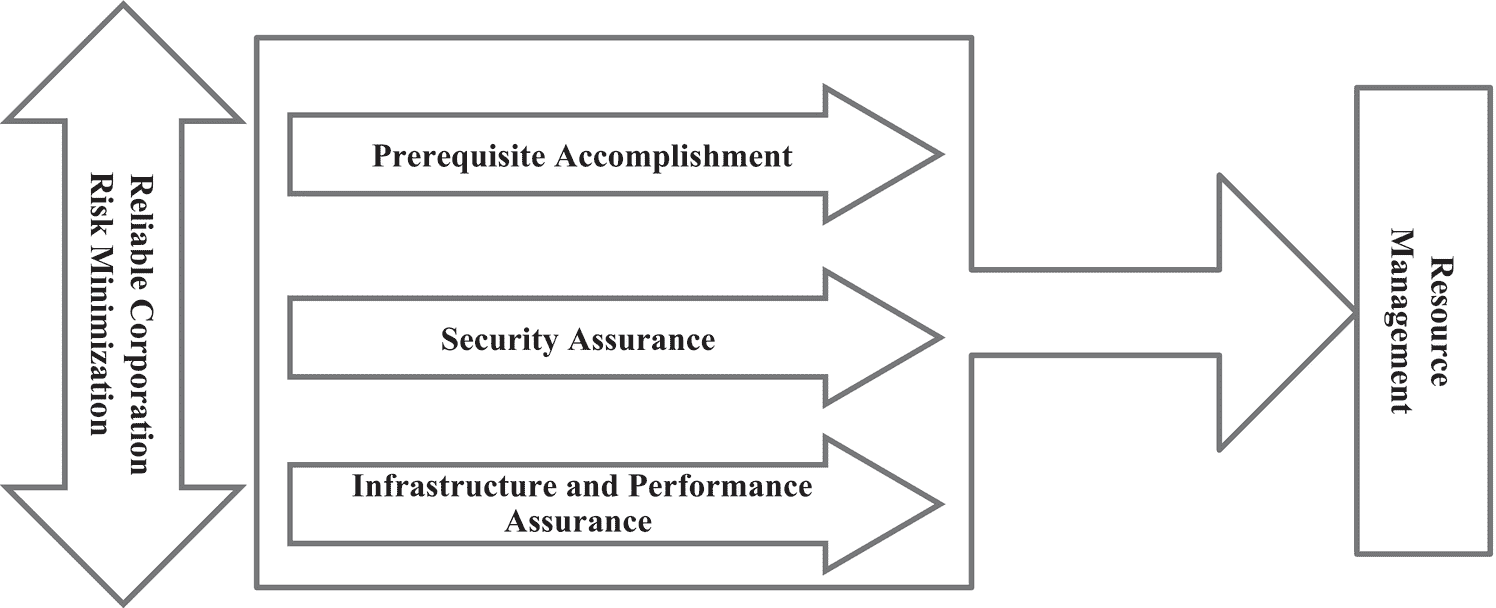 Reliable Corporation
Risk Minimization
Prerequisite Accomplishment
Security Assurance
Infrastructure and Performance
Assurance
Resource
Management